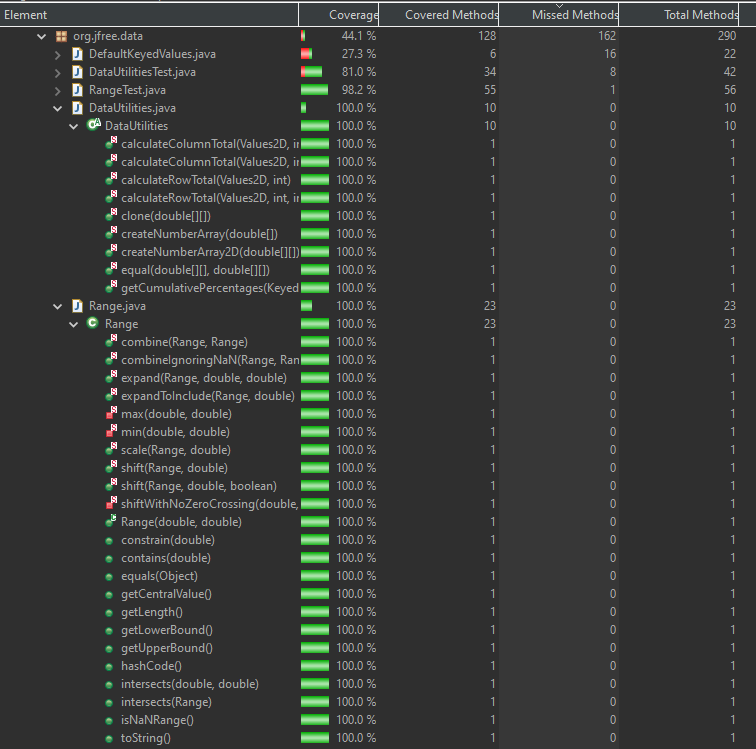 Element Coverage Covered Methods Missed Methods Total Methods
org.jfree.data 44.1 % 128 162 290
DefaultKeyedValues.java 27.3 % 6 16 22
DataUtilitiesTest.java 81.0 % 34 8 42
RangeTest.java 98.2 % 55 1 56
DataUtilities.java 100.0 % 10 0 10
DataUtilities 100.0 % 10 0 10
calculateColumnTotal(Values2D, in 100.0 % 1 0 1
calculateColumnTotal(Values2D, in 100.0 % 1 0 1
calculateRowTotal(Values2D, int) 100.0 % 1 0 1
calculateRowTotal(Values2D, int, i 100.0 % 1 0 1
clone(double[][]) 100.0 % 1 0 1
createNumberArray(double[]) 100.0 % 1 0 1
createNumberArray2D(double[][]) 100.0 % 1 0 1
equal(double[][], double[][]) 100.0 % 1 0 1
getCumulativePercentages(Keyed 100.0 % 1 0 1
Range.java 100.0 % 23 0 23
Range 100.0 % 23 0 23
combine(Range, Range) 100.0 % 1 0 1
combineIgnoringNaN(Range, Ran 100.0 % 1 0 1
expand(Range, double, double) 100.0 % 1 0 1
expandToInclude(Range, double) 100.0 % 1 0 1
max(double, double) 100.0 % 1 0 1
min(double, double) 100.0 % 1 0 1
scale(Range, double) 100.0 % 1 0 1
shift(Range, double) 100.0 % 1 0 1
shift(Range, double, boolean) 100.0 % 1 0 1
shiftWithNoZeroCrossing(double, 100.0 % 1 0 1
Range(double, double) 100.0 % 1 0 1
constrain(double) 100.0 % 1 0 1
contains(double) 100.0 % 1 0 1
equals(Object) 100.0 % 1 0 1
getCentralValue() 100.0 % 1 0 1
getLength() 100.0 % 1 0 1
getLowerBound() 100.0 % 1 0 1
getUpperBound() 100.0 % 1 0 1
hashCode() 100.0 % 1 0 1
intersects(double, double) 100.0 % 1 0 1
intersects(Range) 100.0 % 1 0 1
isNaNRange() 100.0 % 1 0 1
toString() 100.0 % 1 0 1